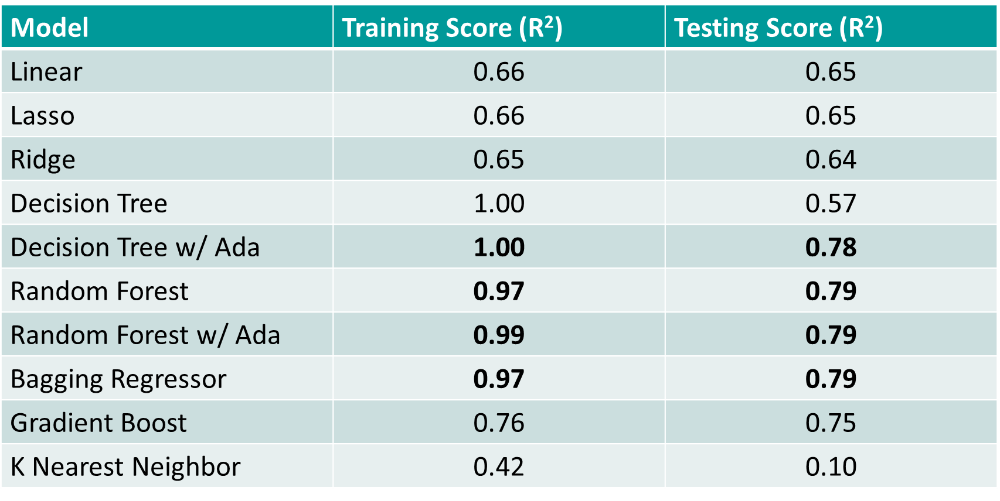 Model Training Score (R²) Testing Score (R²)
Linear 0.66 0.65
Lasso 0.66 0.65
Ridge 0.65 0.64
Decision Tree 1.00 0.57
Decision Tree w/ Ada 1.00 0.78
Random Forest 0.97 0.79
Random Forest w/ Ada 0.99 0.79
Bagging Regressor 0.97 0.79
Gradient Boost 0.76 0.75
K Nearest Neighbor 0.42 0.10